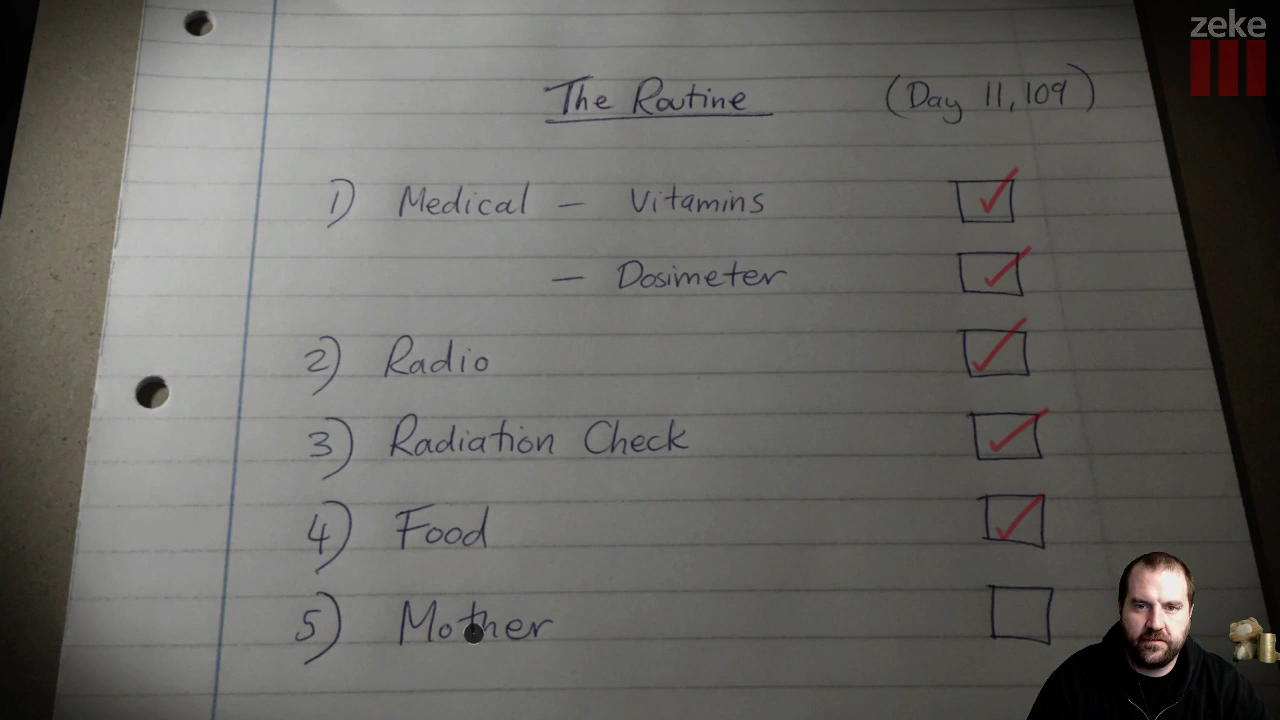 zeke
III
The Routine (Day 11,109)
1) Medical – Vitamins
– Dosimeter
2) Radio
3) Radiation Check
4) Food
5) Mother